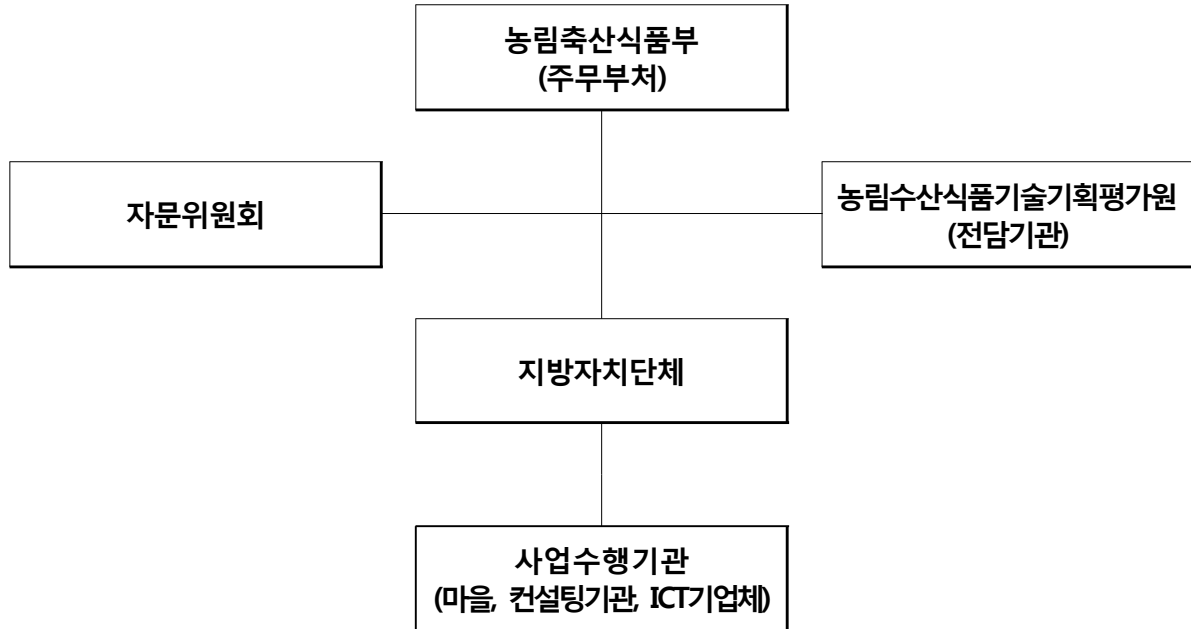 농림축산식품부
(주무부처)
자문위원회
농림수산식품기술기획평가원
(전담기관)
지방자치단체
사업수행기관
(마을, 컨설팅기관, ICT기업체)